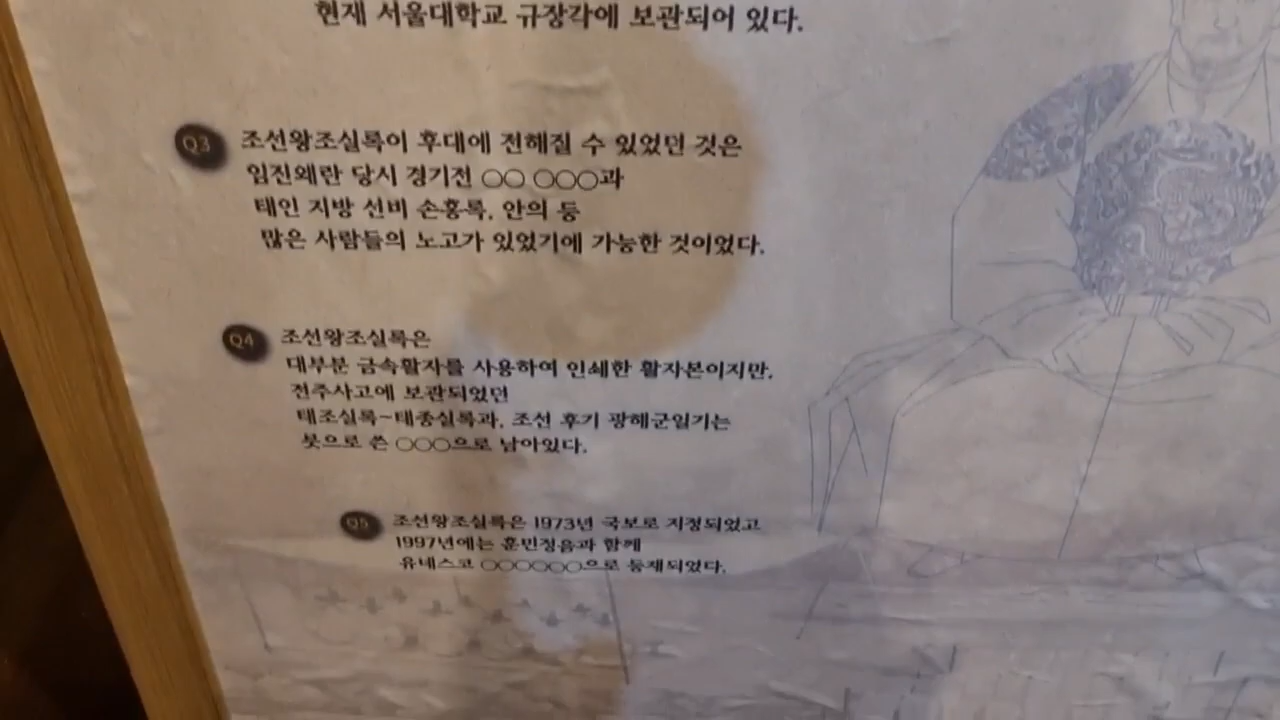 현재 서울대학교 규장각에 보관되어 있다.
Q3 조선왕조실록이 후대에 전해질 수 있었던 것은
임진왜란 당시 경기전 ○○ ○○○과
태인 지방 선비 손홍록, 안의 등
많은 사람들의 노고가 있었기에 가능한 것이었다.
Q4 조선왕조실록은
대부분 금속활자를 사용하여 인쇄한 활자본이지만,
전주사고에 보관되었던
태조실록~태종실록과, 조선 후기 광해군일기는
붓으로 쓴 ○○○으로 남아있다.
Q5 조선왕조실록은 1973년 국보로 지정되었고
1997년에는 훈민정음과 함께
유네스코 ○○○○○○으로 등재되었다.